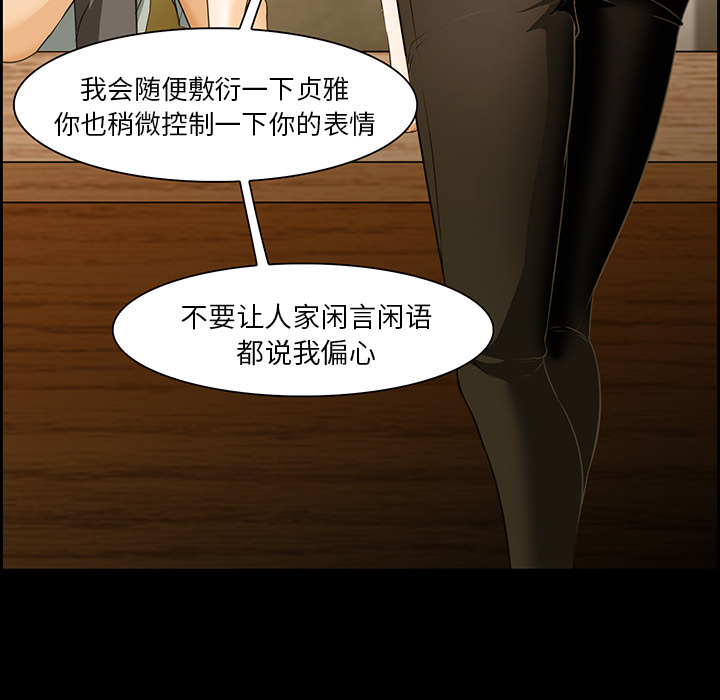 我会随便敷衍一下贞雅
你也稍微控制一下你的表情
不要让人家闲言闲语
都说我偏心